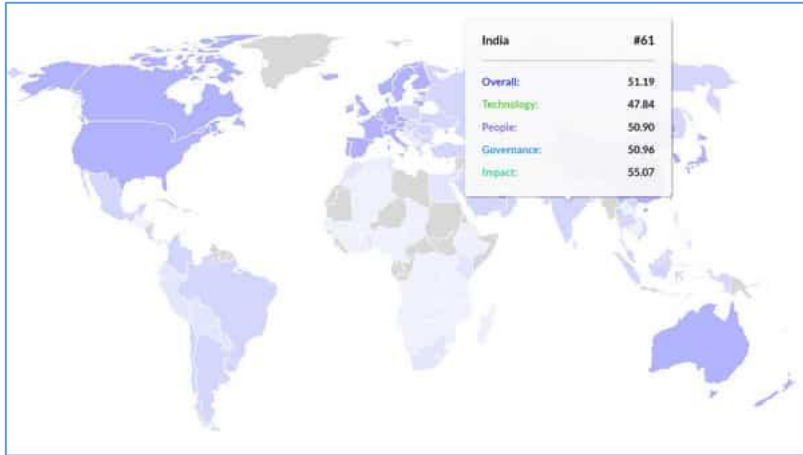 India #61
Overall: 51.19
Technology: 47.84
People: 50.90
Governance: 50.96
Impact: 55.07